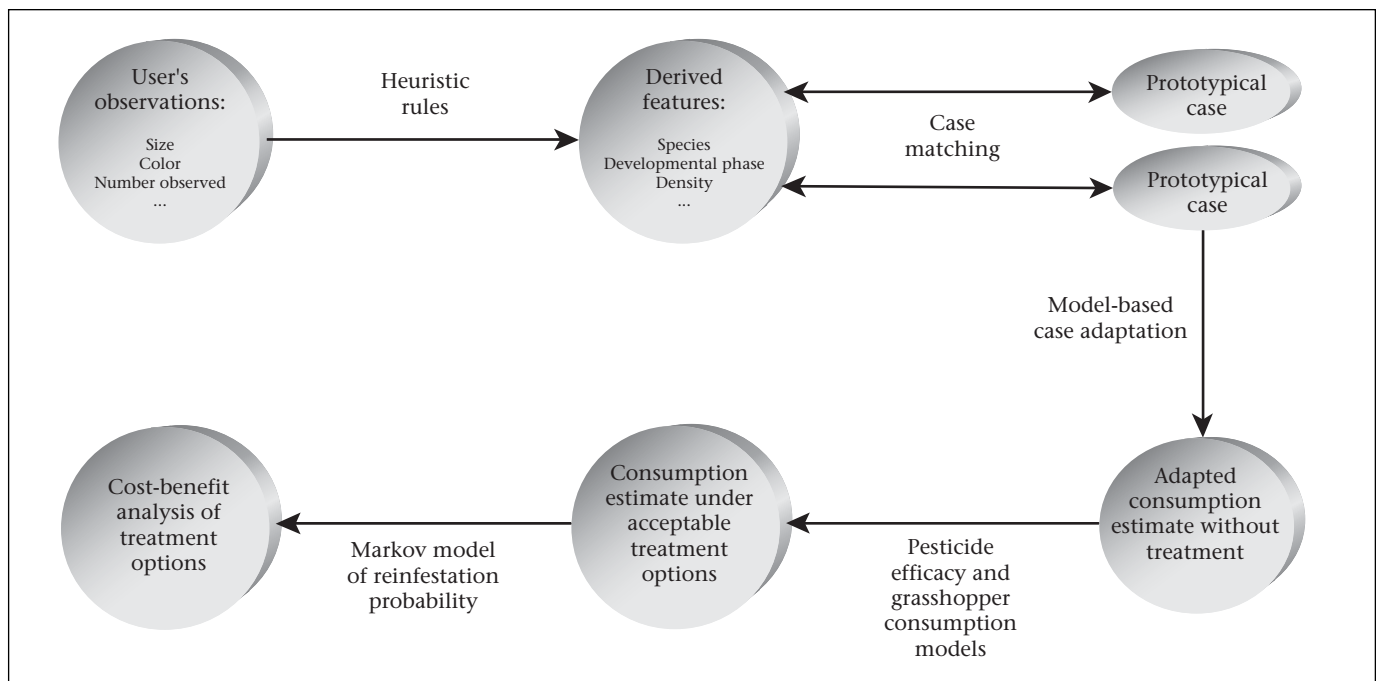 User's
observations:
Size
Color
Number observed
...
Heuristic
rules
Derived
features:
Species
Developmental phase
Density
...
Case
matching
Prototypical
case
Prototypical
case
Model-based
case adaptation
Adapted
consumption
estimate without
treatment
Pesticide
efficacy and
grasshopper
consumption
models
Consumption
estimate under
acceptable
treatment
options
Markov model
of reinfestation
probability
Cost-benefit
analysis of
treatment
options